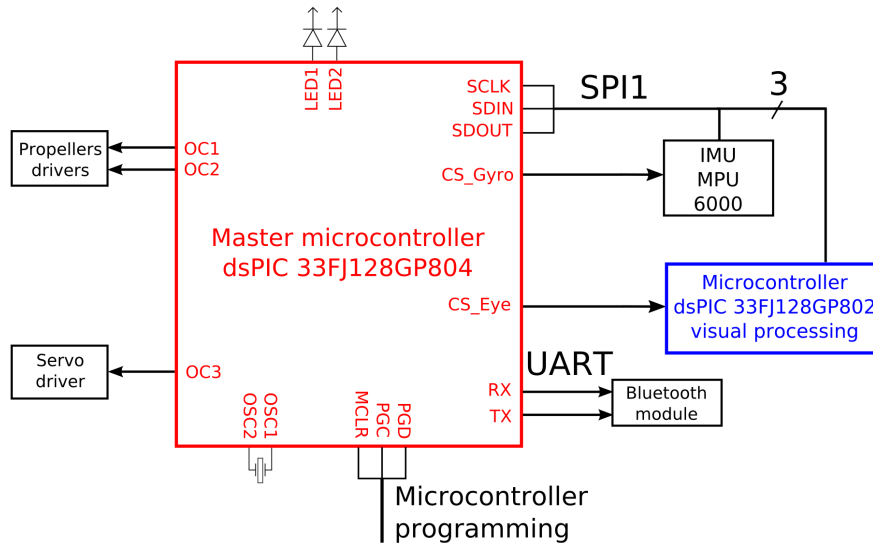 LED1
LED2
SCLK
SDIN
SDOUT
SPI1
3
Propellers
drivers
OC1
OC2
CS_Gyro
IMU
MPU
6000
Master microcontroller
dsPIC 33FJ128GP804
CS_Eye
Microcontroller
dsPIC 33FJ128GP802
visual processing
Servo
driver
OC3
UART
RX
TX
Bluetooth
module
OSC2
OSC1
MCLR
PGC
PGD
Microcontroller
programming